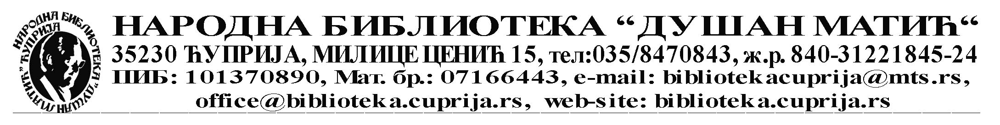 НАРОДНА БИБЛИОТЕКА “ДУШАН МАТИЋ“ ЋУПРИЈА
НАРОДНА БИБЛИОТЕКА “ДУШАН МАТИЋ“
35230 ЋУПРИЈА, МИЛИЦЕ ЦЕНИЋ 15, тел:035/8470843, ж.р. 840-31221845-24
ПИБ: 101370890, Мат. бр.: 07166443, e-mail: bibliotekacuprija@mts.rs,
office@biblioteka.cuprija.rs, web-site: biblioteka.cuprija.rs